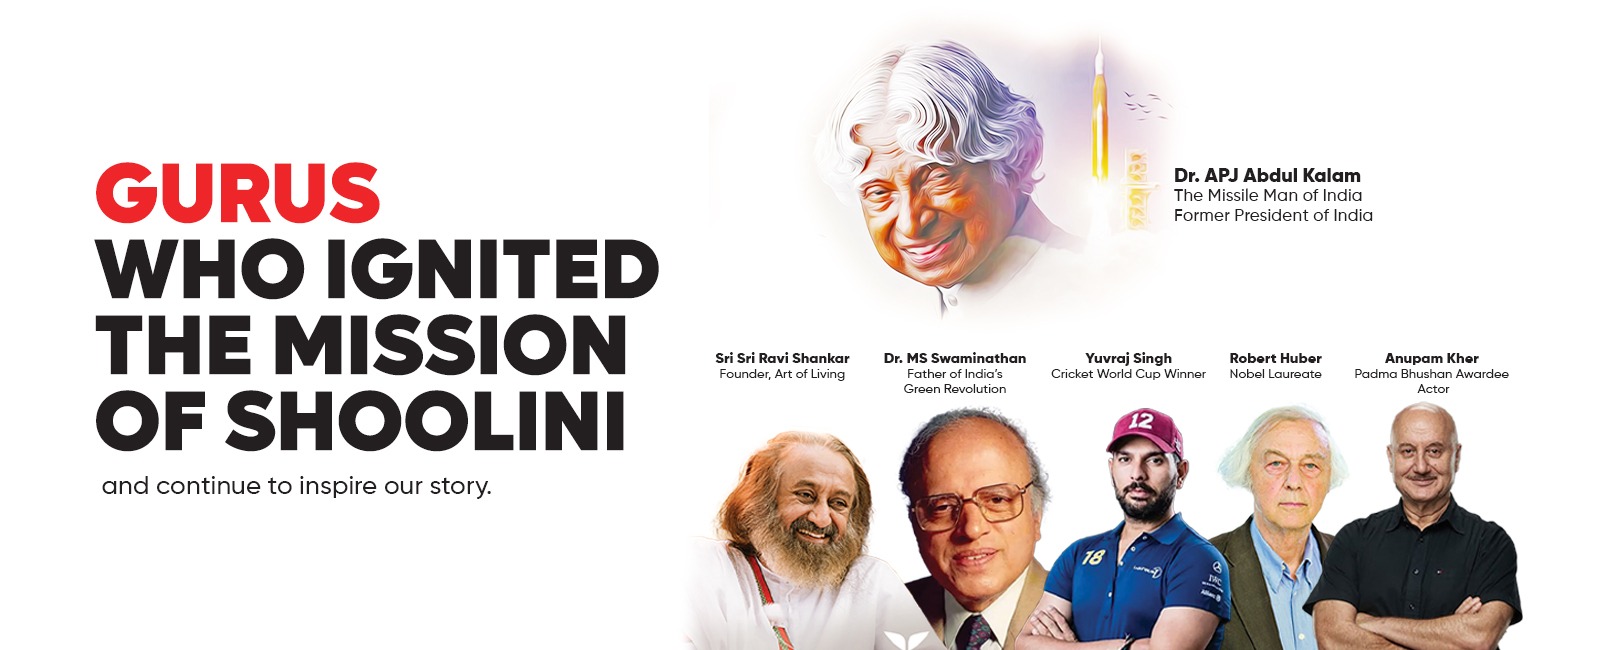 GURUS
WHO IGNITED
THE MISSION
OF SHOOLINI
and continue to inspire our story.
Dr. APJ Abdul Kalam
The Missile Man of India
Former President of India
Sri Sri Ravi Shankar
Founder, Art of Living
Dr. MS Swaminathan
Father of India's
Green Revolution
Yuvraj Singh
Cricket World Cup Winner
Robert Huber
Nobel Laureate
Anupam Kher
Padma Bhushan Awardee
Actor
12
18
IWC
Allianz